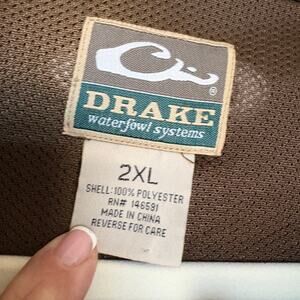 ®
DRAKE
waterfowl systems
2XL
SHELL: 100% POLYESTER
RN# 146591
MADE IN CHINA
REVERSE FOR CARE